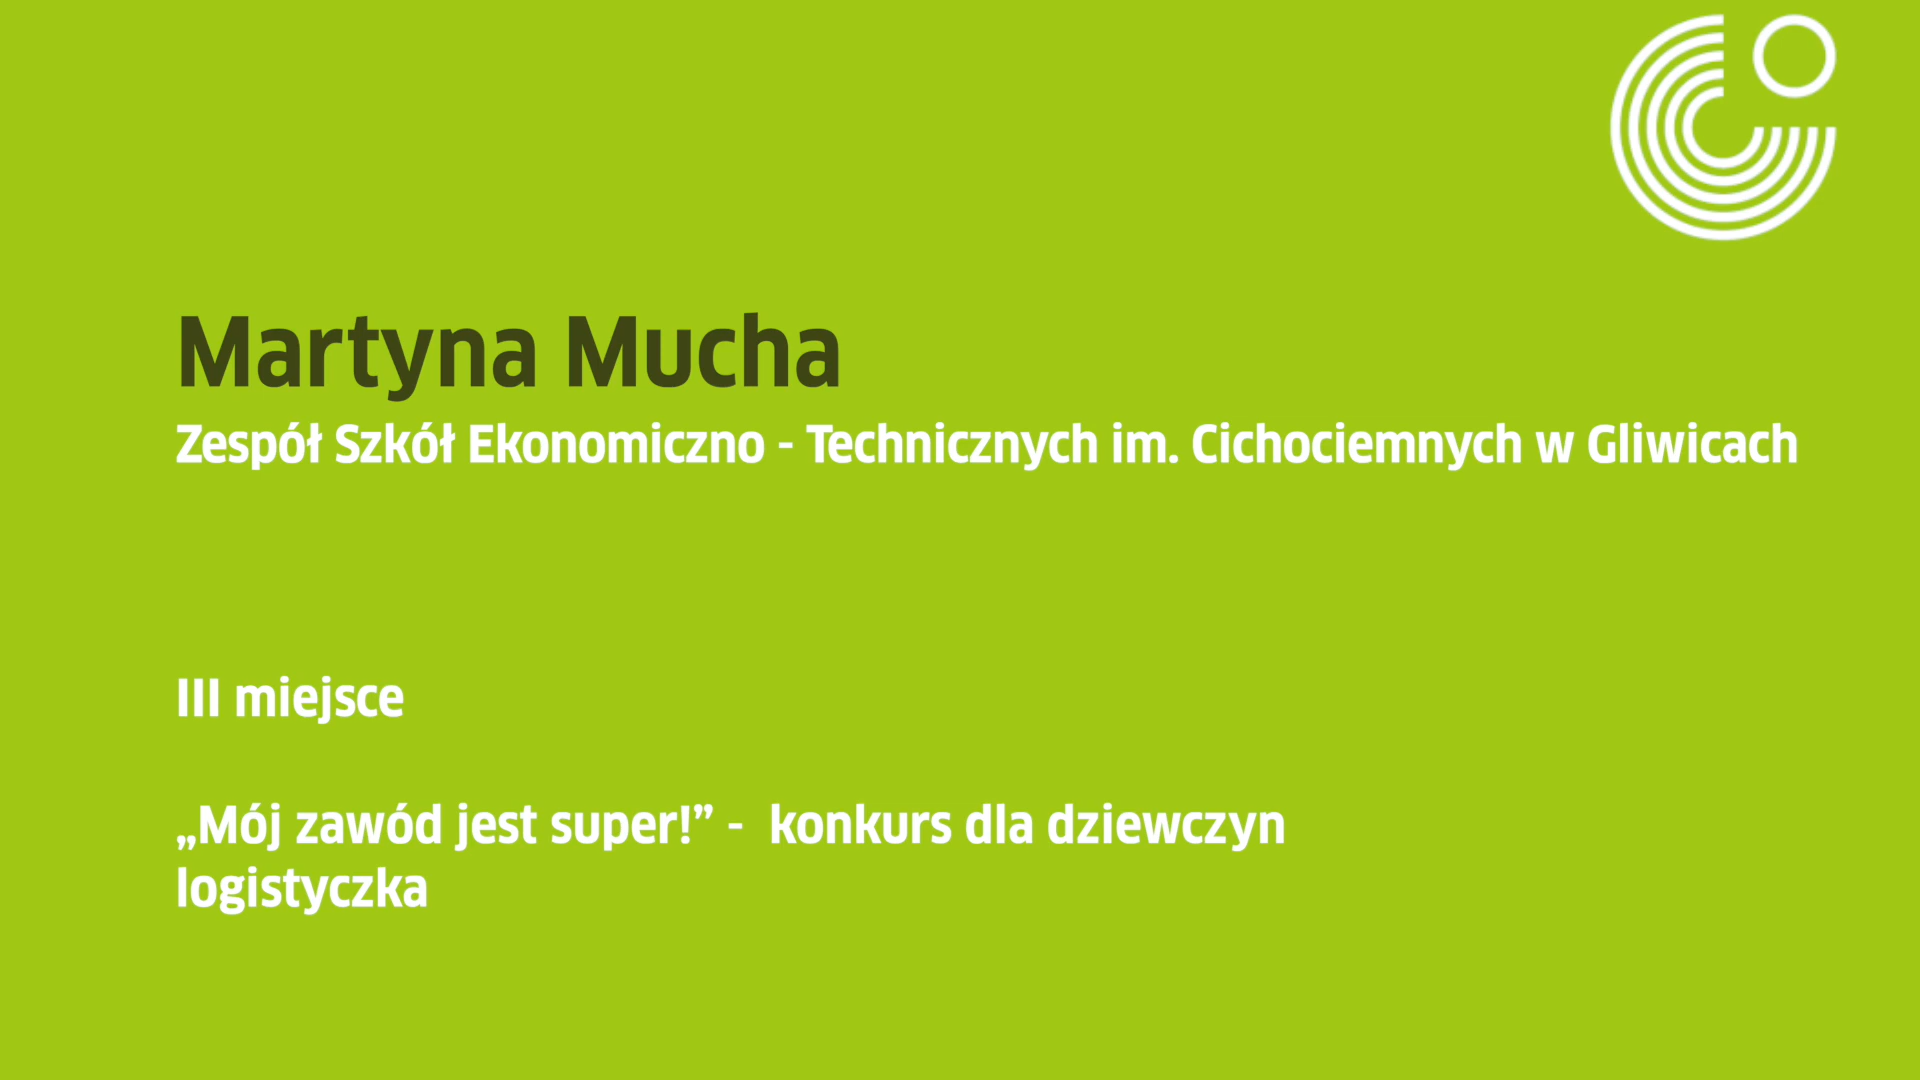 Martyna Mucha
Zespół Szkół Ekonomiczno - Technicznych im. Cichociemnych w Gliwicach
III miejsce
„Mój zawód jest super!” -  konkurs dla dziewczyn
logistyczka